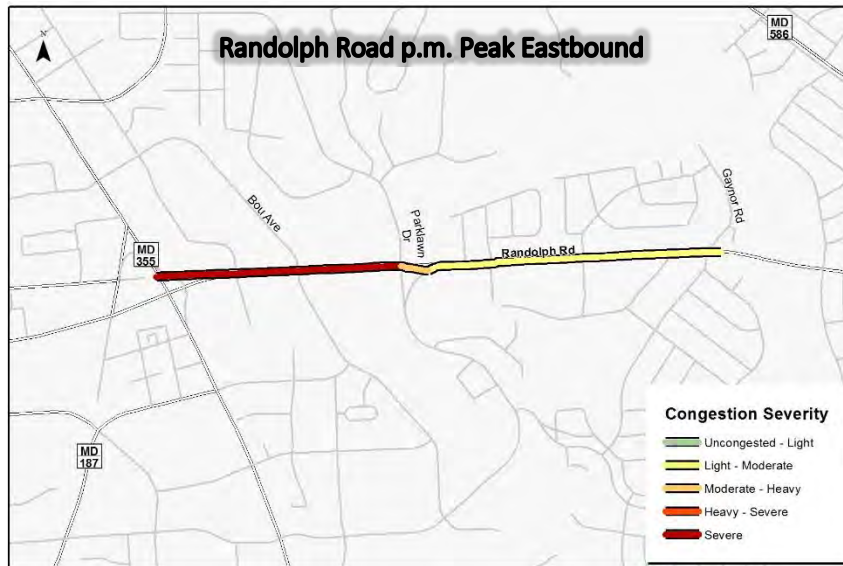 Randolph Road p.m. Peak Eastbound
N
MD
586
Bou Ave
Parklawn
Dr
Gaynor Rd
Randolph Rd
MD
355
MD
187
Congestion Severity
Uncongested - Light
Light - Moderate
Moderate - Heavy
Heavy - Severe
Severe